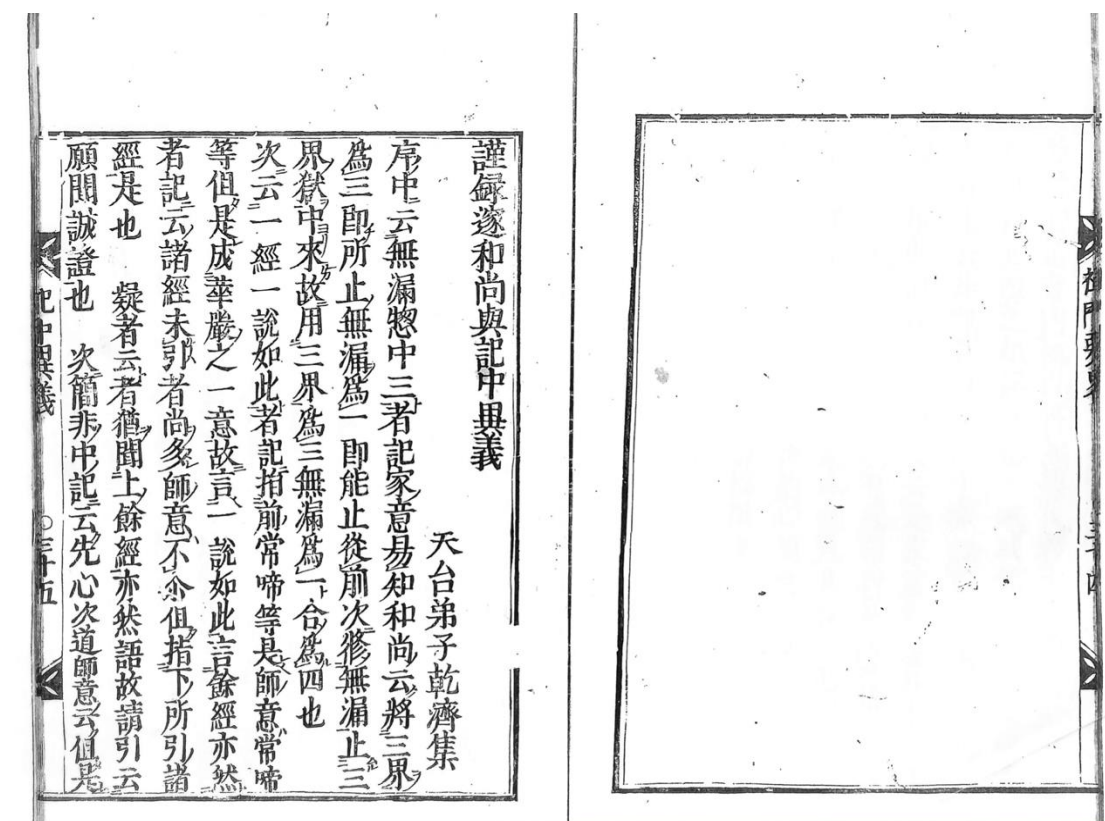 謹録邃和尚與記中異義
天台弟子乾濟集
序中云無漏惣中三者記家意易知和尚云將三界
爲三即所止無漏爲一即能止從前次修無漏止三
界獄中來故用三界爲三無漏爲一合爲四也
次云一經一說如此者記指前常啼等是師意常啼
等但是成華嚴之一意故言一說如此言餘經亦然
者記云諸經未引者尚多師意不尒但指下所引諸
經是也　疑者云者猶聞上餘經亦然語故請引云
願聞誠證也　次簡非中記云先心次道師意云但是
記中異義